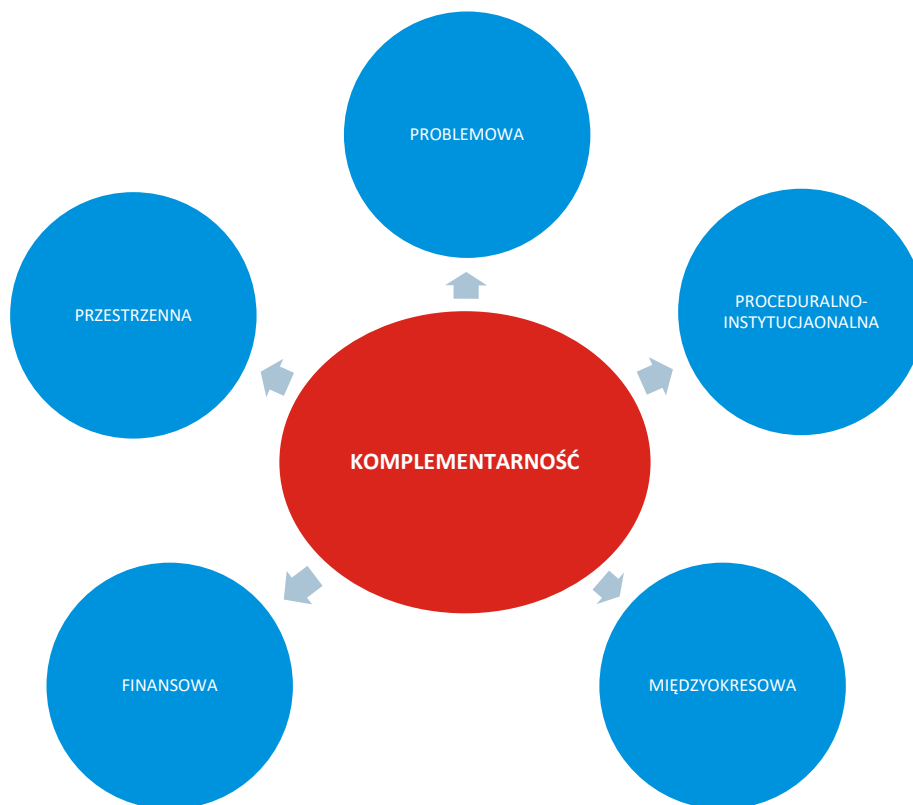 PROBLEMOWA
PRZESTRZENNA
PROCEDURALNO-
INSTYTUCJAONALNA
KOMPLEMENTARNOŚĆ
FINANSOWA
MIĘDZYOKRESOWA